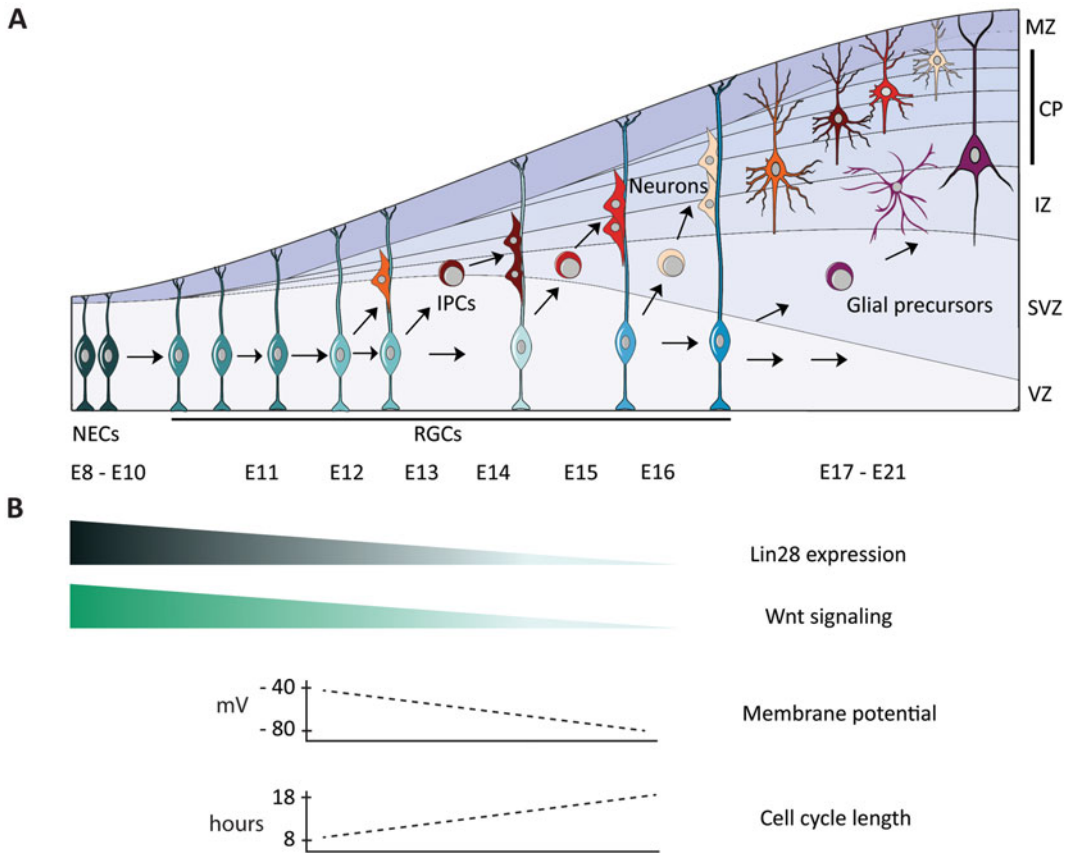 A
MZ
CP
Neurons
IZ
IPCs
Glial precursors
SVZ
VZ
NECs
RGCs
E8 - E10 E11 E12 E13 E14 E15 E16 E17 - E21
B
Lin28 expression
Wnt signaling
- 40
mV
Membrane potential
- 80
18
hours
Cell cycle length
8